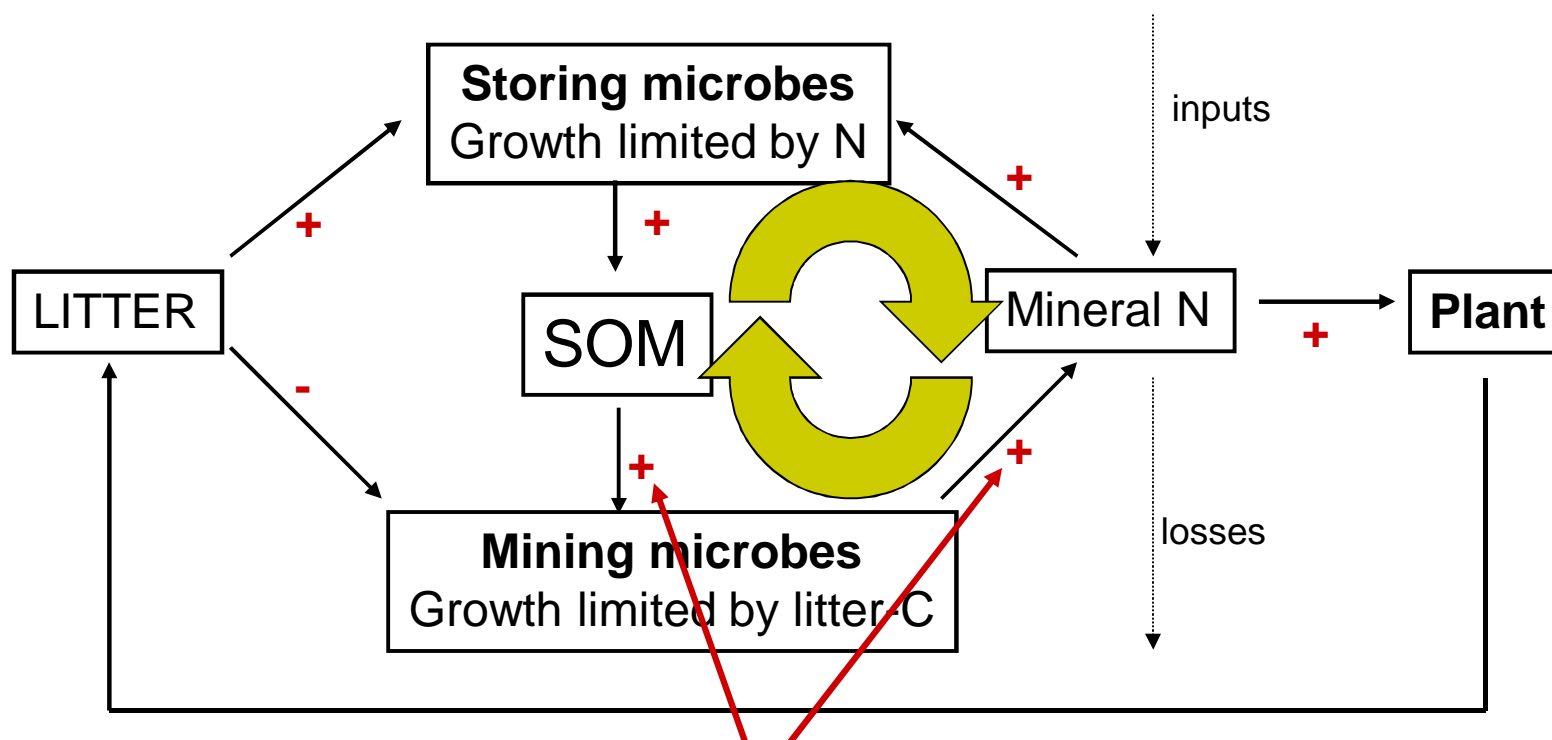 Storing microbes
Growth limited by N
inputs
+
+
+
LITTER
SOM
Mineral N
+
Plant
-
+
+
losses
Mining microbes
Growth limited by litter-C